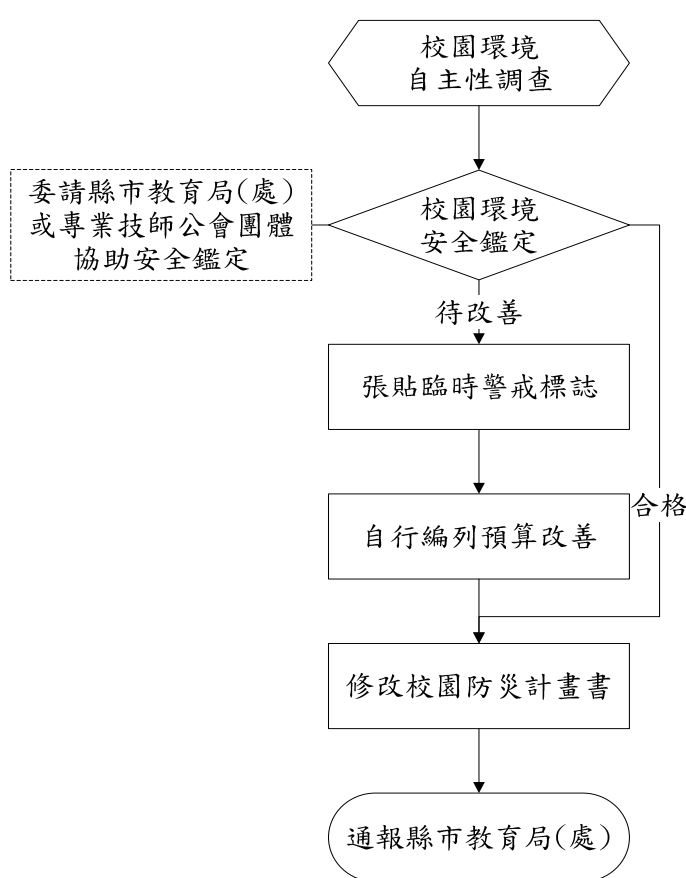 校園環境
自主性調查
委請縣市教育局(處)
或專業技師公會團體
協助安全鑑定
校園環境
安全鑑定
待改善
張貼臨時警戒標誌
合格
自行編列預算改善
修改校園防災計畫書
通報縣市教育局(處)